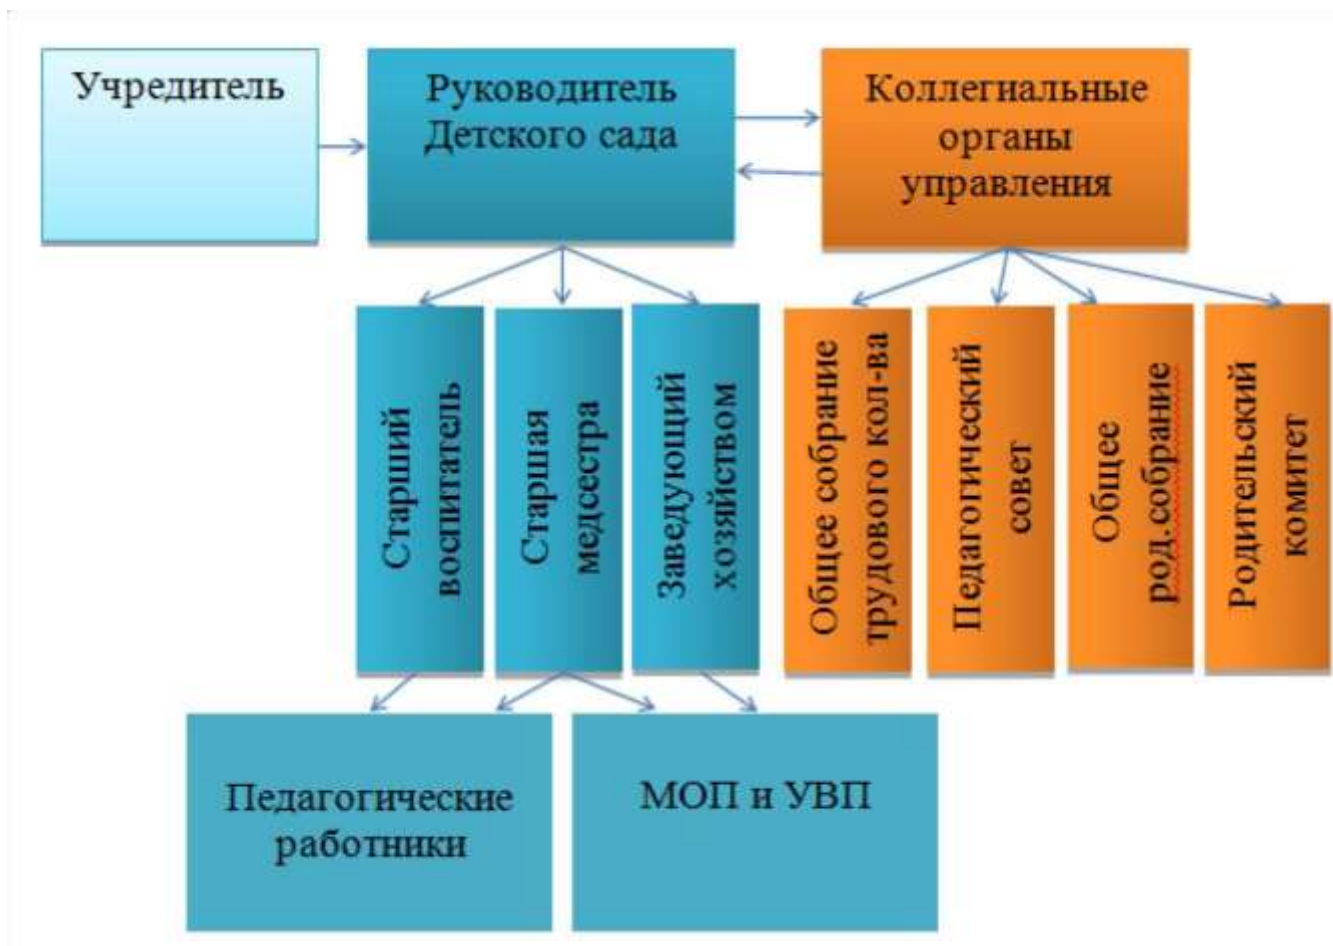 Учредитель
Руководитель
Детского сада
Коллегиальные
органы
управления
Старший
воспитатель
Старшая
медсестра
Заведующий
хозяйством
Общее собрание
трудового кол-ва
Педагогический
совет
Общее
род.собрание
Родительский
комитет
Педагогические
работники
МОП и УВП